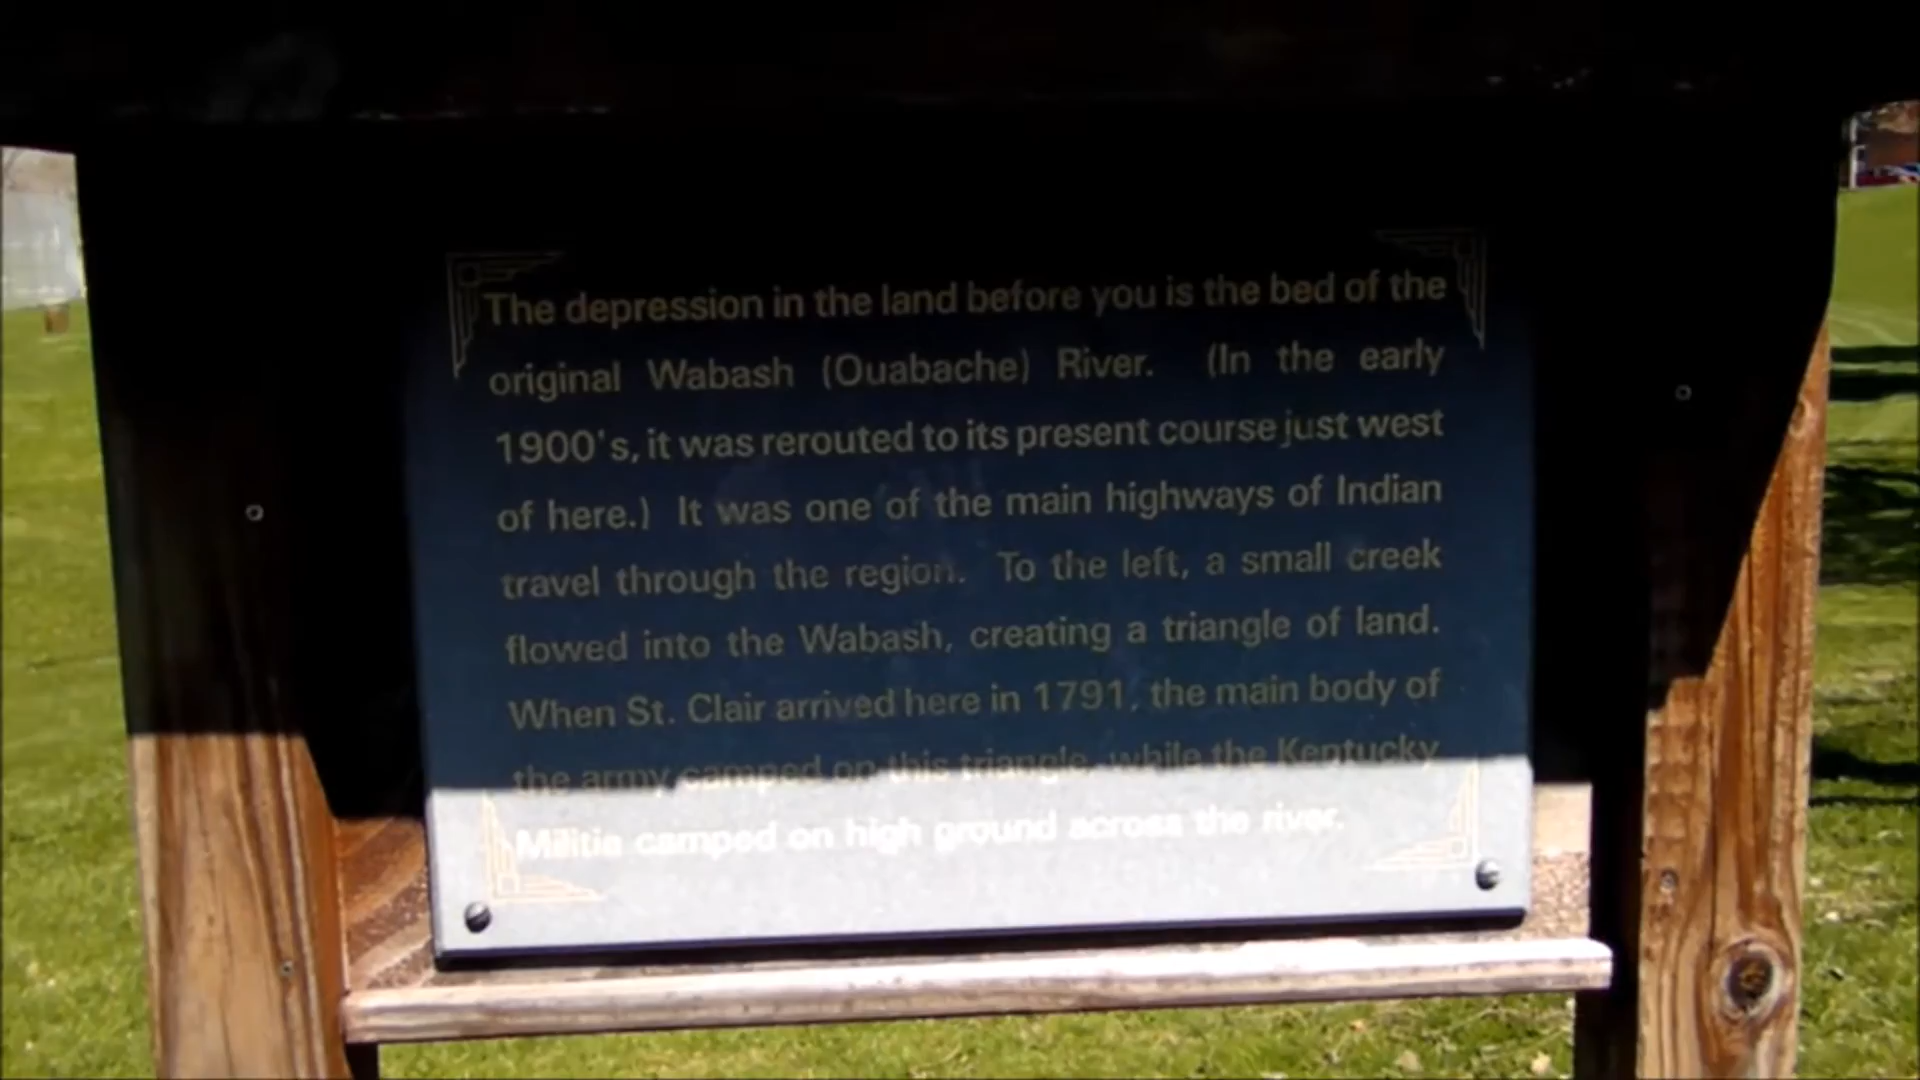 The depression in the land before you is the bed of the
original Wabash (Ouabache) River. (In the early
1900's, it was rerouted to its present course just west
of here.) It was one of the main highways of Indian
travel through the region. To the left, a small creek
flowed into the Wabash, creating a triangle of land.
When St. Clair arrived here in 1791, the main body of
the army camped on this triangle, while the Kentucky
Militia camped on high ground across the river.